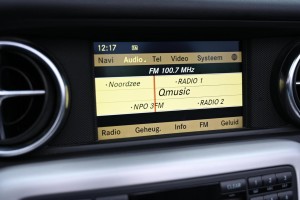 12:17
Navi Audio Tel Video Systeem
FM 100.7 MHz
Noordzee RADIO 1
Qmusic
NPO 3FM RADIO 2
Radio Geheug. Info FM Geluid
CLEAR